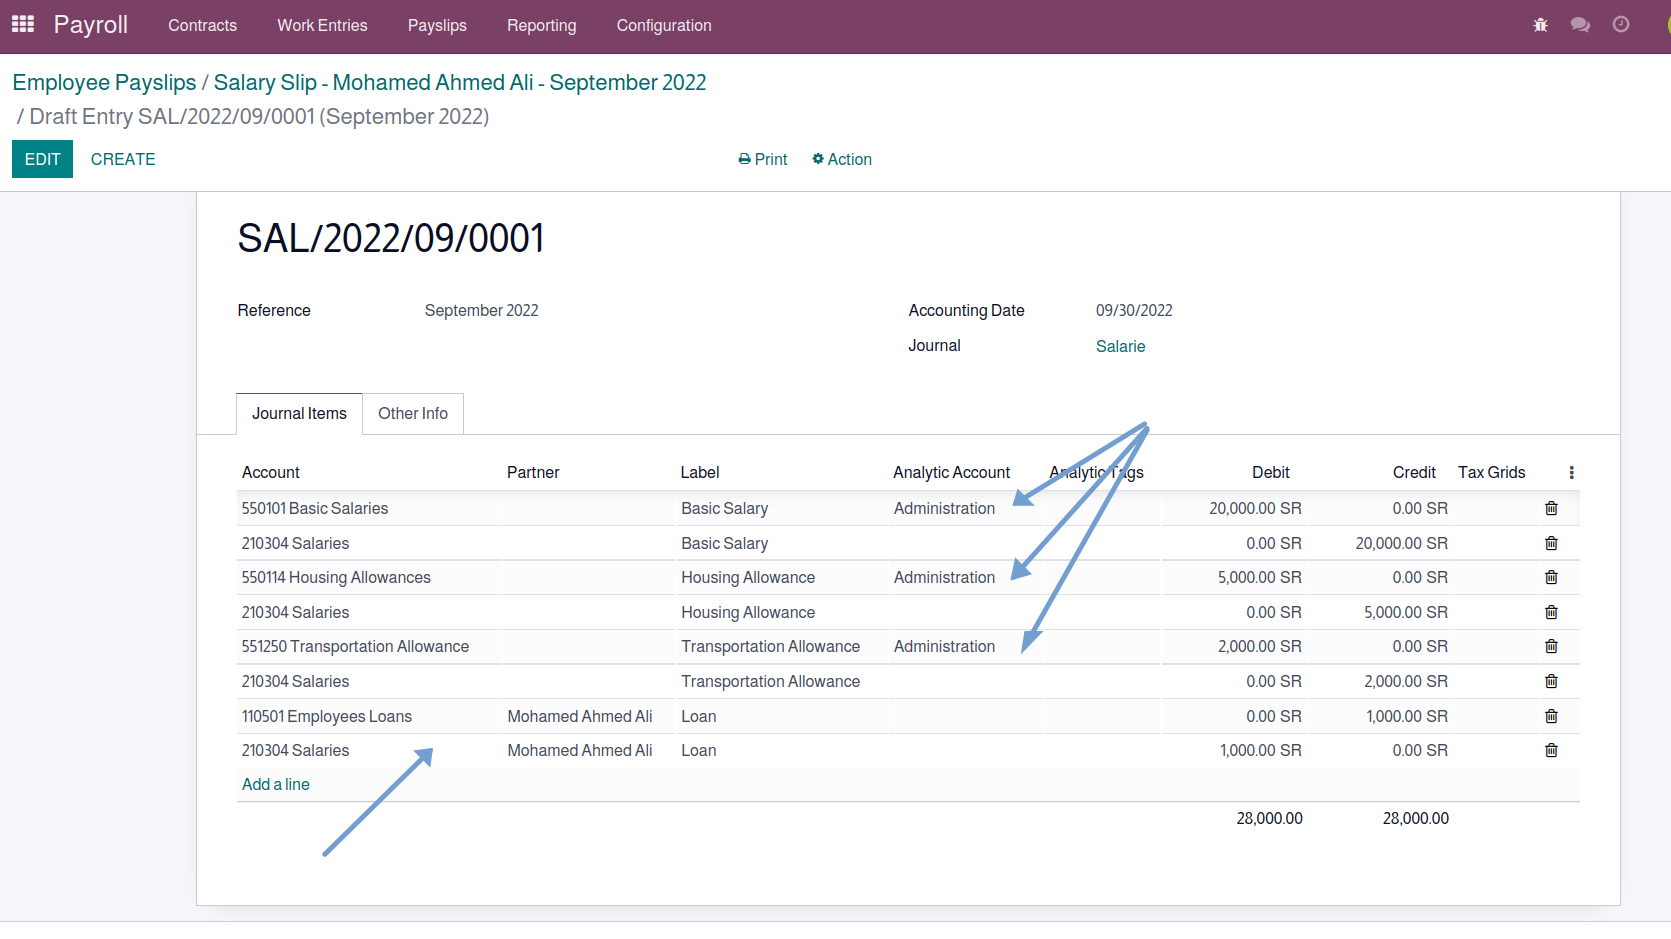 Payroll Contracts Work Entries Payslips Reporting Configuration
Employee Payslips / Salary Slip - Mohamed Ahmed Ali - September 2022
/ Draft Entry SAL/2022/09/0001 (September 2022)
EDIT CREATE Print Action
SAL/2022/09/0001
Reference September 2022 Accounting Date 09/30/2022
Journal Salarie
Journal Items Other Info
Account Partner Label Analytic Account Analytic Tags Debit Credit Tax Grids
550101 Basic Salaries Basic Salary Administration 20,000.00 SR 0.00 SR
210304 Salaries Basic Salary 0.00 SR 20,000.00 SR
550114 Housing Allowances Housing Allowance Administration 5,000.00 SR 0.00 SR
210304 Salaries Housing Allowance 0.00 SR 5,000.00 SR
551250 Transportation Allowance Transportation Allowance Administration 2,000.00 SR 0.00 SR
210304 Salaries Transportation Allowance 0.00 SR 2,000.00 SR
110501 Employees Loans Mohamed Ahmed Ali Loan 0.00 SR 1,000.00 SR
210304 Salaries Mohamed Ahmed Ali Loan 1,000.00 SR 0.00 SR
Add a line
28,000.00 28,000.00